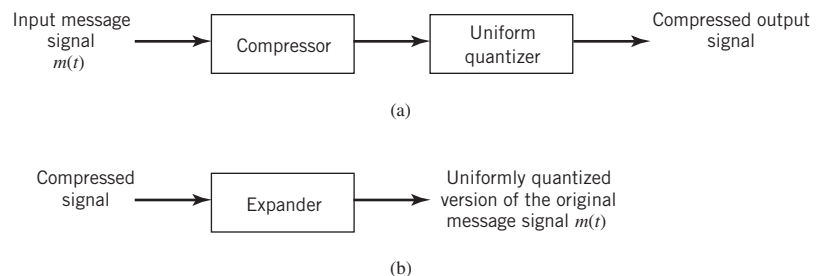 Input message
signal
m(t)
Compressor
Uniform
quantizer
Compressed output
signal
(a)
Compressed
signal
Expander
Uniformly quantized
version of the original
message signal m(t)
(b)